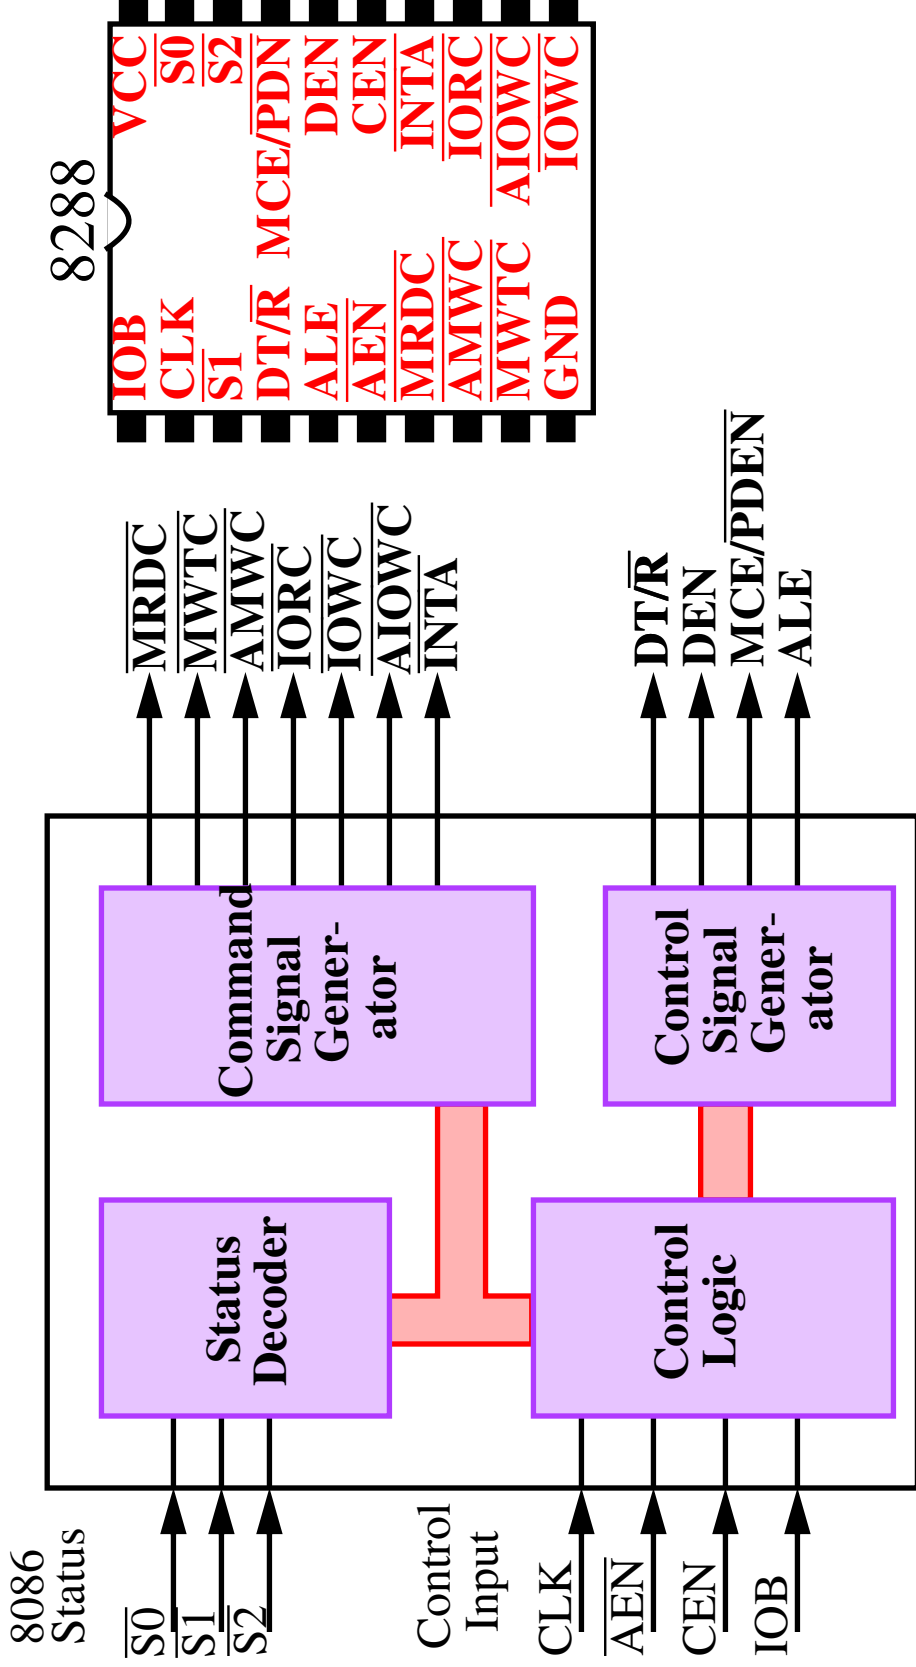 8086
Status
S0
S1
S2
Control
Input
CLK
AEN
CEN
IOB
Status
Decoder
Control
Logic
Command
Signal
Gener-
ator
Control
Signal
Gener-
ator
MRDC
MWTC
AMWC
IORC
IOWC
AIOWC
INTA
DT/R
DEN
MCE/PDEN
ALE
8288
IOB VCC
CLK S0
S1 S2
DT/R MCE/PDN
ALE DEN
AEN CEN
MRDC INTA
AMWC IORC
MWTC AIOWC
GND IOWC